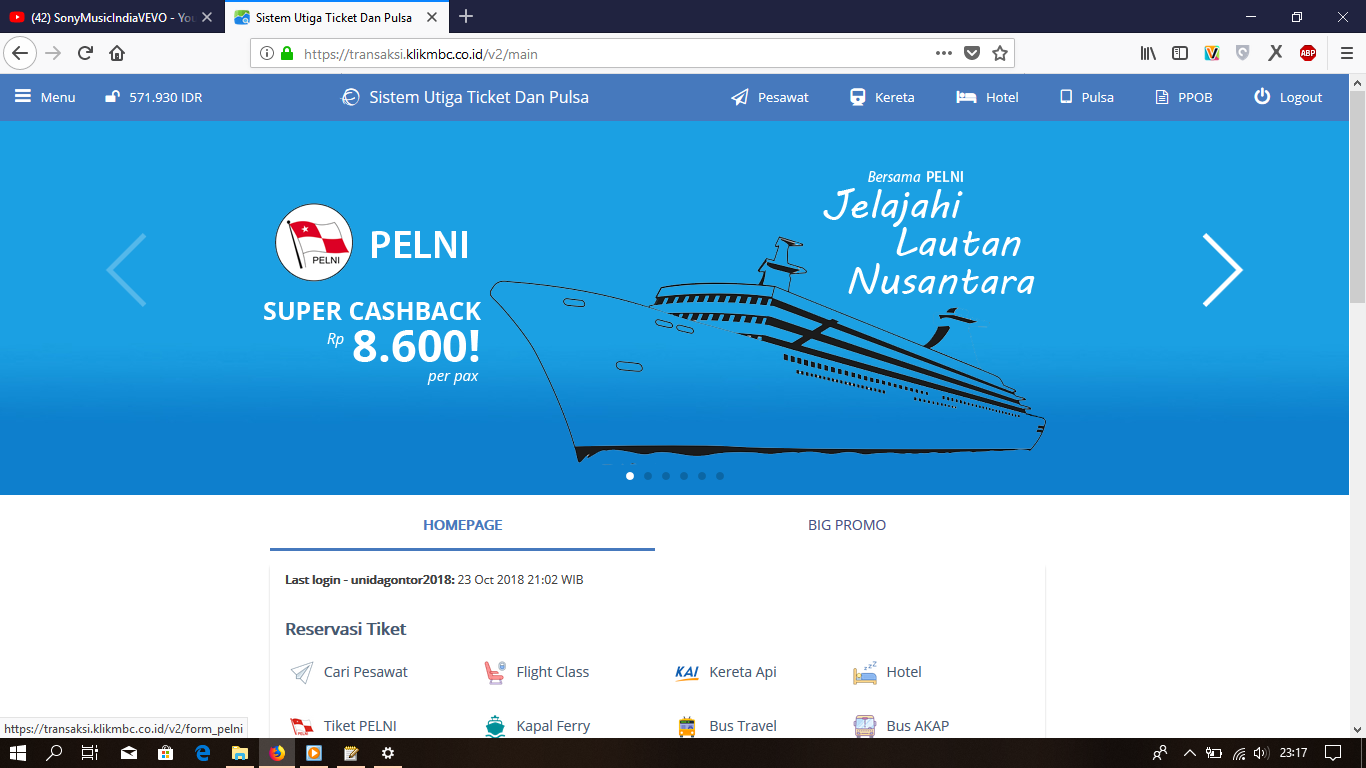 (42) SonyMusicIndiaVEVO - You
Sistem Utiga Ticket Dan Pulsa
https://transaksi.klikmbc.co.id/v2/main
ABP
Menu
571.930 IDR
Sistem Utiga Ticket Dan Pulsa
Pesawat
Kereta
Hotel
Pulsa
PPOB
Logout
Bersama PELNI
Jelajahi
Lautan
Nusantara
PELNI
PELNI
SUPER CASHBACK
Rp 8.600!
per pax
HOMEPAGE
BIG PROMO
Last login - unidagontor2018: 23 Oct 2018 21:02 WIB
Reservasi Tiket
Cari Pesawat
Flight Class
KAI
Kereta Api
Hotel
Tiket PELNI
Kapal Ferry
Bus Travel
Bus AKAP
https://transaksi.klikmbc.co.id/v2/form_pelni
23:17